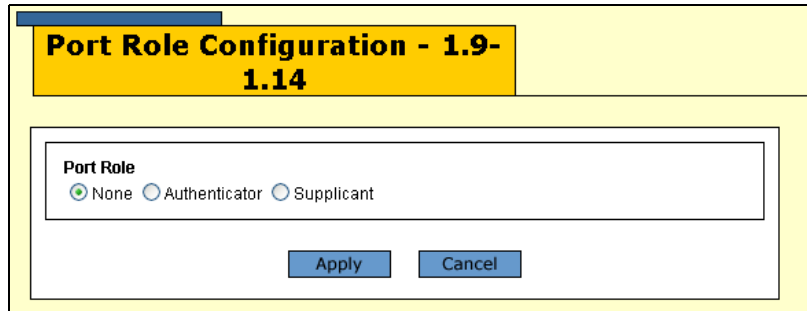 Port Role Configuration - 1.9-
1.14
Port Role
None Authenticator Supplicant
Apply Cancel